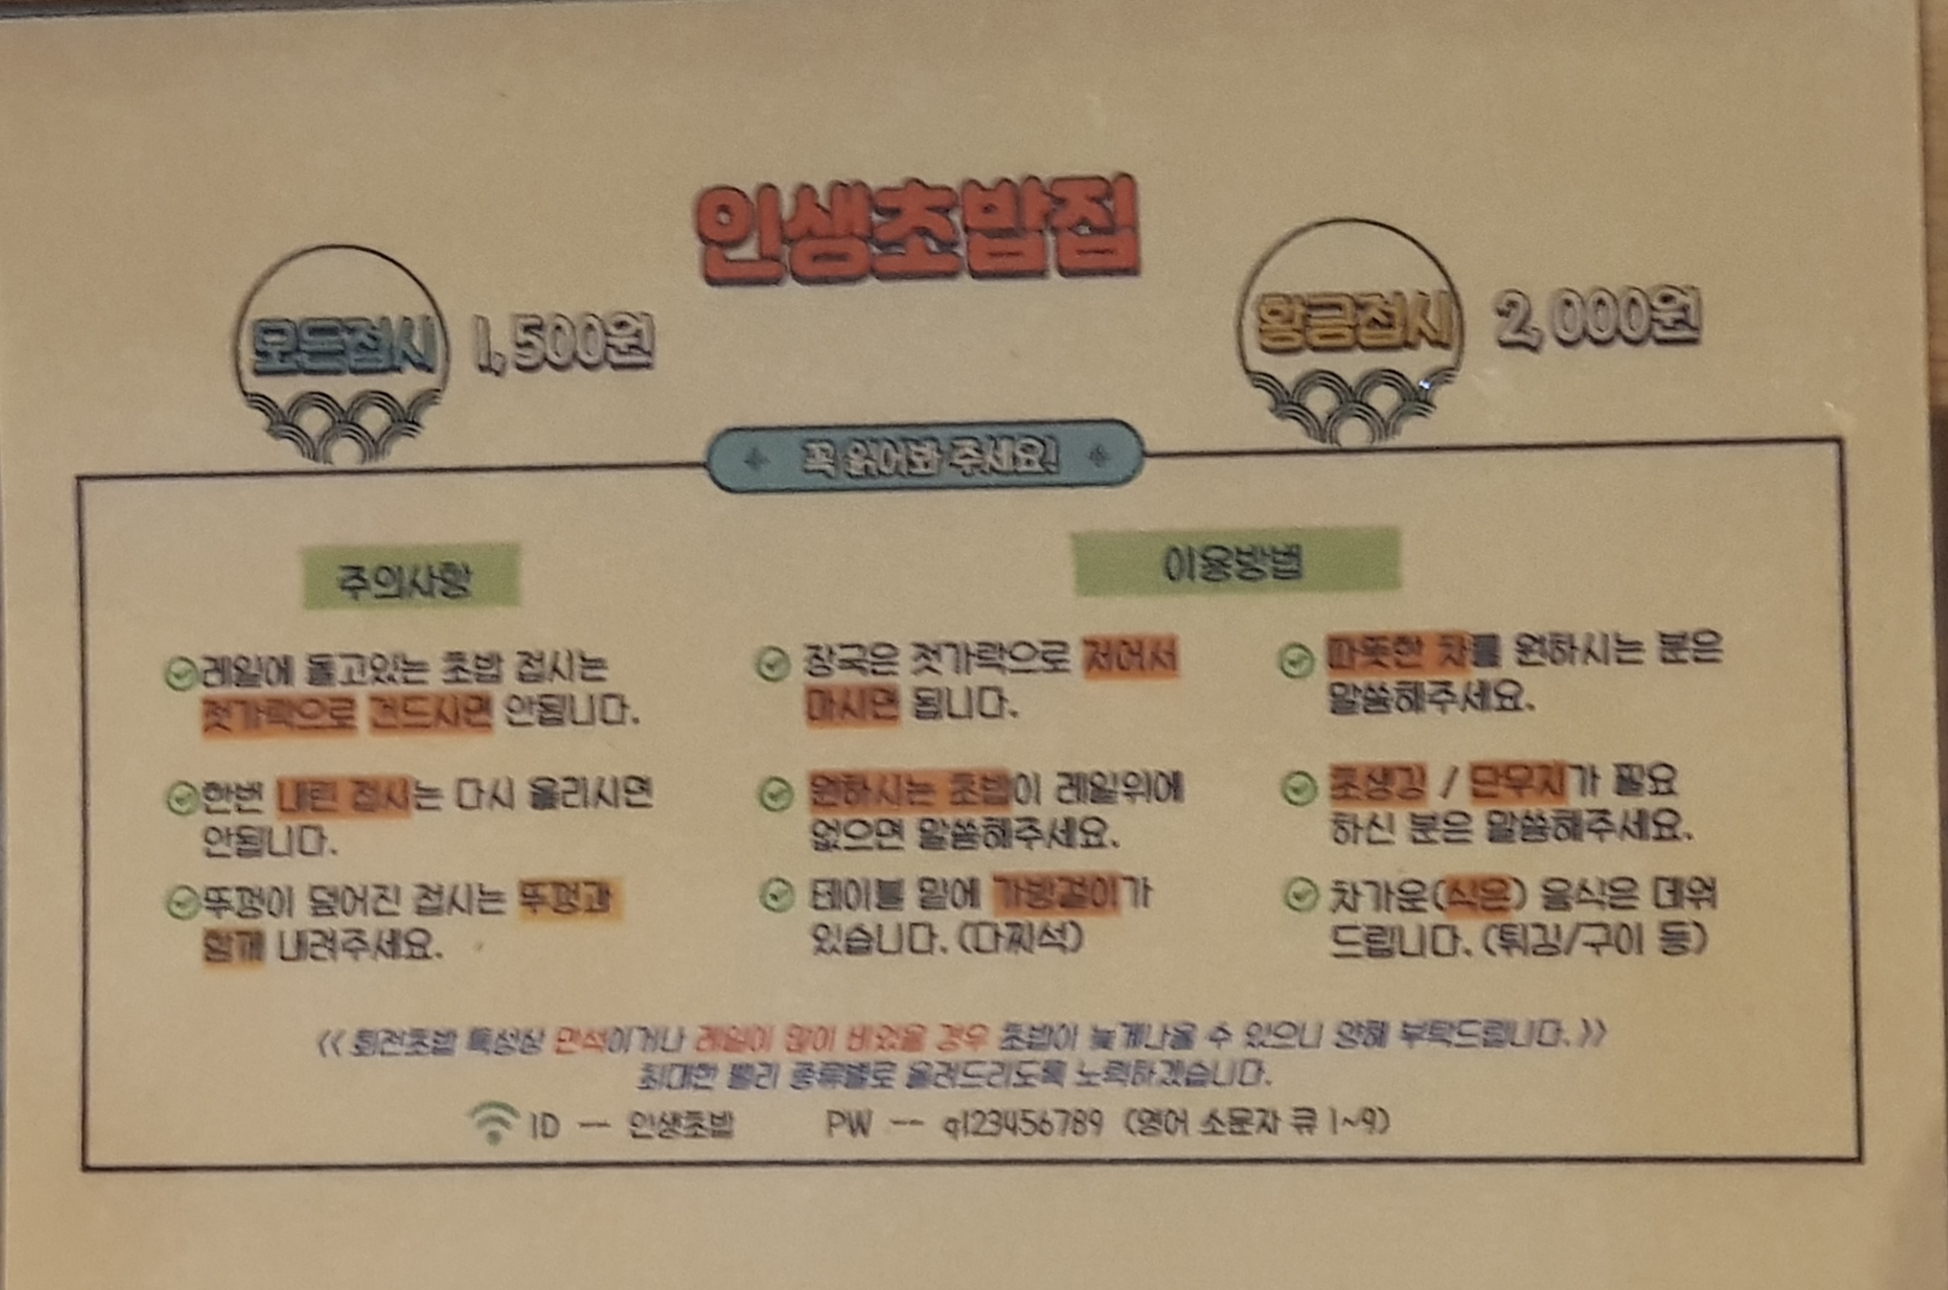 인생초밥집
모든접시 1,500원
황금접시 2,000원
꼭 읽어봐 주세요!
주의사항
레일에 돌고있는 초밥 접시는
젓가락으로 건드시면 안됩니다.
한번 내린 접시는 다시 올리시면
안됩니다.
뚜껑이 덮어진 접시는 뚜껑과
함께 내려주세요.
이용방법
장국은 젓가락으로 저어서
마시면 됩니다.
원하시는 초밥이 레일위에
없으면 말씀해주세요.
테이블 밑에 가방걸이가
있습니다. (다찌석)
따뜻한 차를 원하시는 분은
말씀해주세요.
초생강 / 단무지가 필요
하신 분은 말씀해주세요.
차가운(식은) 음식은 데워
드립니다. (튀김/구이 등)
<< 회전초밥 특성상 만석이거나 레일이 많이 비었을 경우 초밥이 늦게나올 수 있으니 양해 부탁드립니다. >>
최대한 빨리 종류별로 올려드리도록 노력하겠습니다.
ID -- 인생초밥 PW -- q123456789 (영어 소문자 큐 1~9)